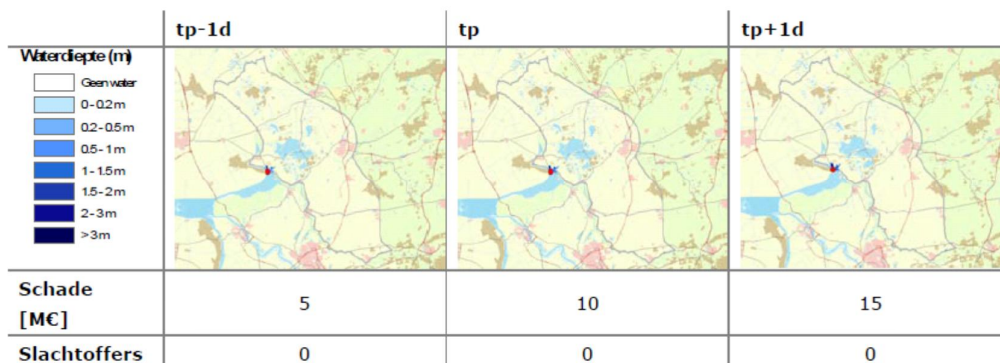 tp-1d tp tp+1d
Waterdiepte (m)
Geen water
0-0.2m
0.2-0.5m
0.5-1m
1-1.5m
1.5-2m
2-3m
>3m
Schade
[M€]
5 10 15
Slachtoffers 0 0 0